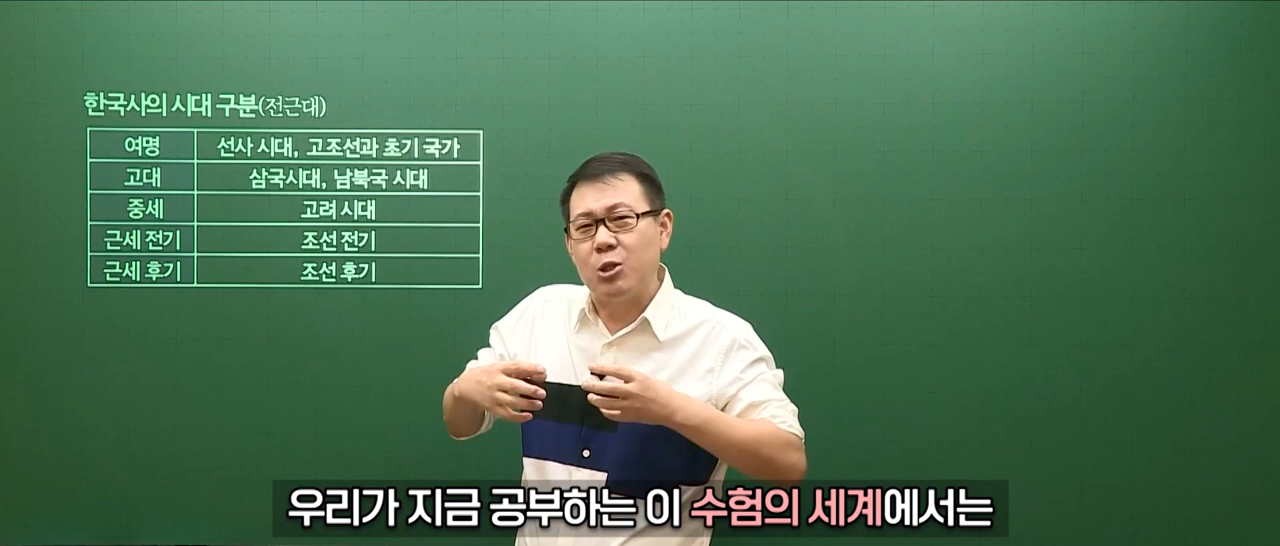 한국사의 시대 구분(전근대)
여명 선사 시대, 고조선과 초기 국가
고대 삼국시대, 남북국 시대
중세 고려 시대
근세 전기 조선 전기
근세 후기 조선 후기
우리가 지금 공부하는 이 수험의 세계에서는